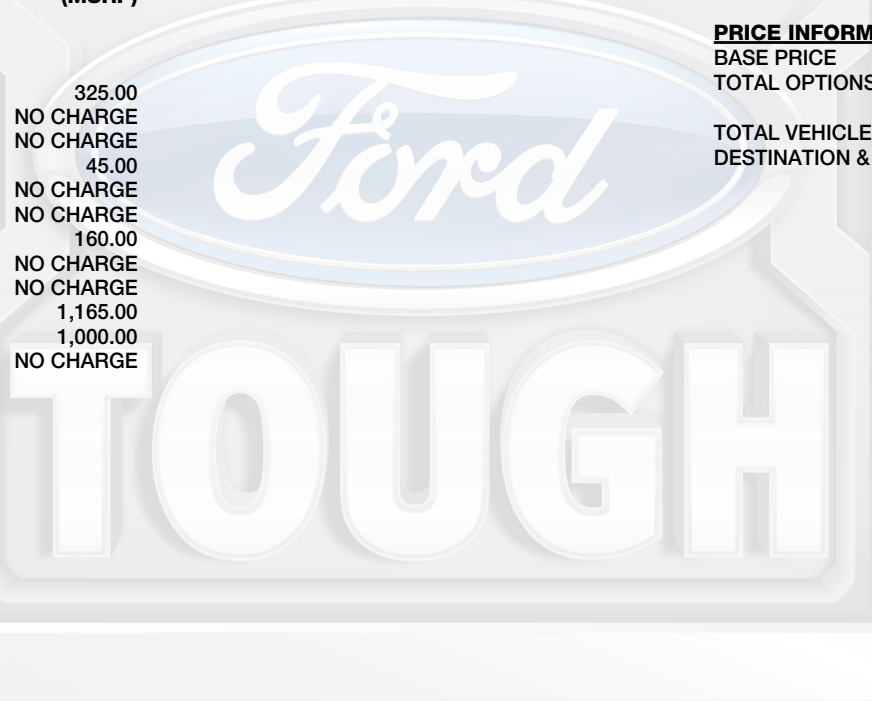 (MSRP)
325.00
NO CHARGE
NO CHARGE
45.00
NO CHARGE
NO CHARGE
160.00
NO CHARGE
NO CHARGE
1,165.00
1,000.00
NO CHARGE
PRICE INFORM
BASE PRICE
TOTAL OPTIONS
TOTAL VEHICLE
DESTINATION &
Ford
TOUGH